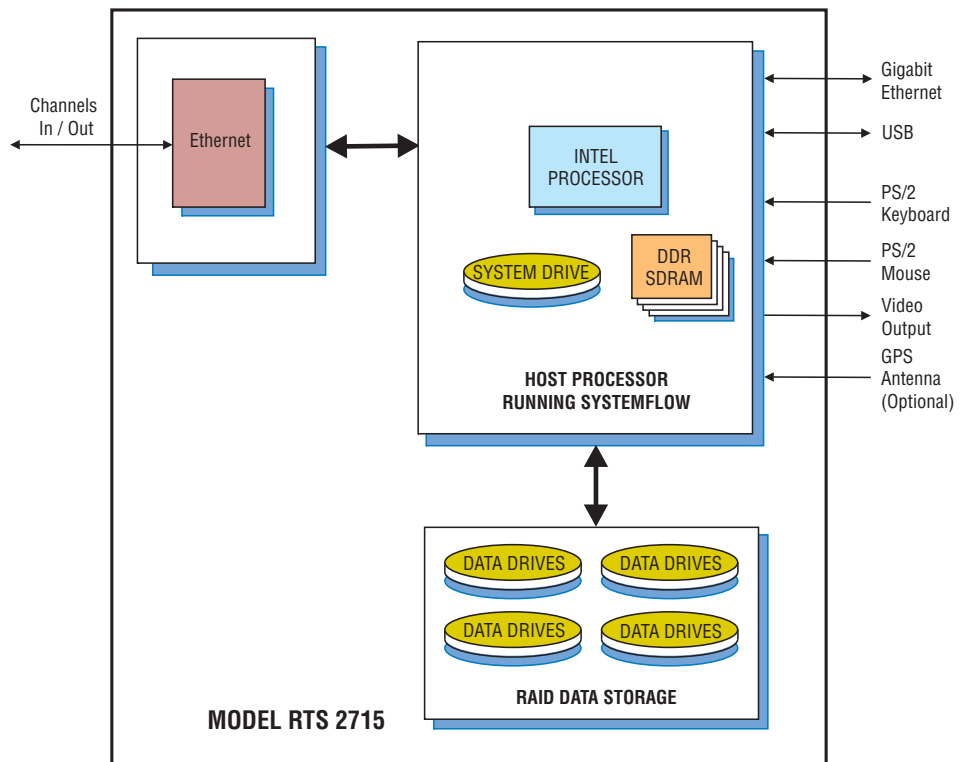 Channels
In / Out
Ethernet
INTEL
PROCESSOR
SYSTEM DRIVE
DDR
SDRAM
HOST PROCESSOR
RUNNING SYSTEMFLOW
Gigabit
Ethernet
USB
PS/2
Keyboard
PS/2
Mouse
Video
Output
GPS
Antenna
(Optional)
DATA DRIVES
DATA DRIVES
DATA DRIVES
DATA DRIVES
RAID DATA STORAGE
MODEL RTS 2715